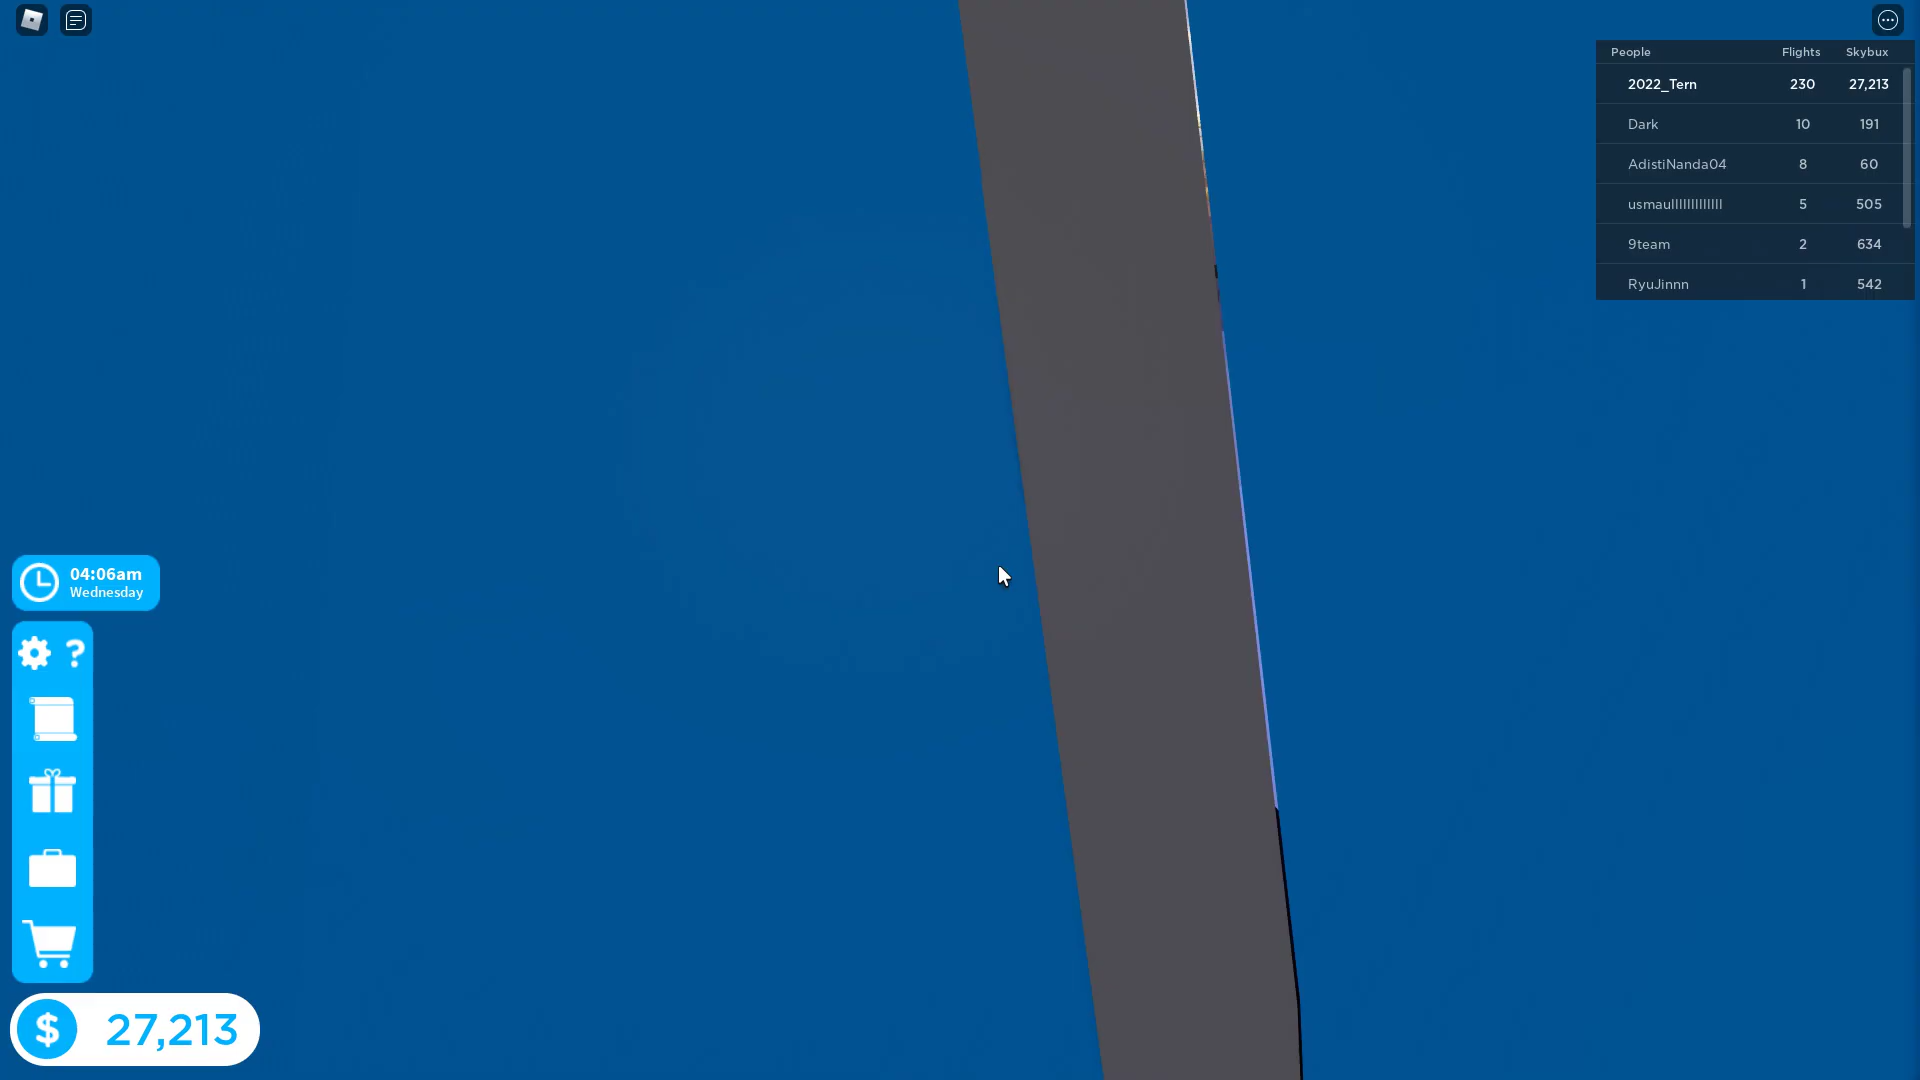 People Flights Skybux
2022_Tern 230 27,213
Dark 10 191
AdistiNanda04 8 60
5 505
9team 2 634
RyuJinnn 1 542
04:06am
Wednesday
?
$ 27,213